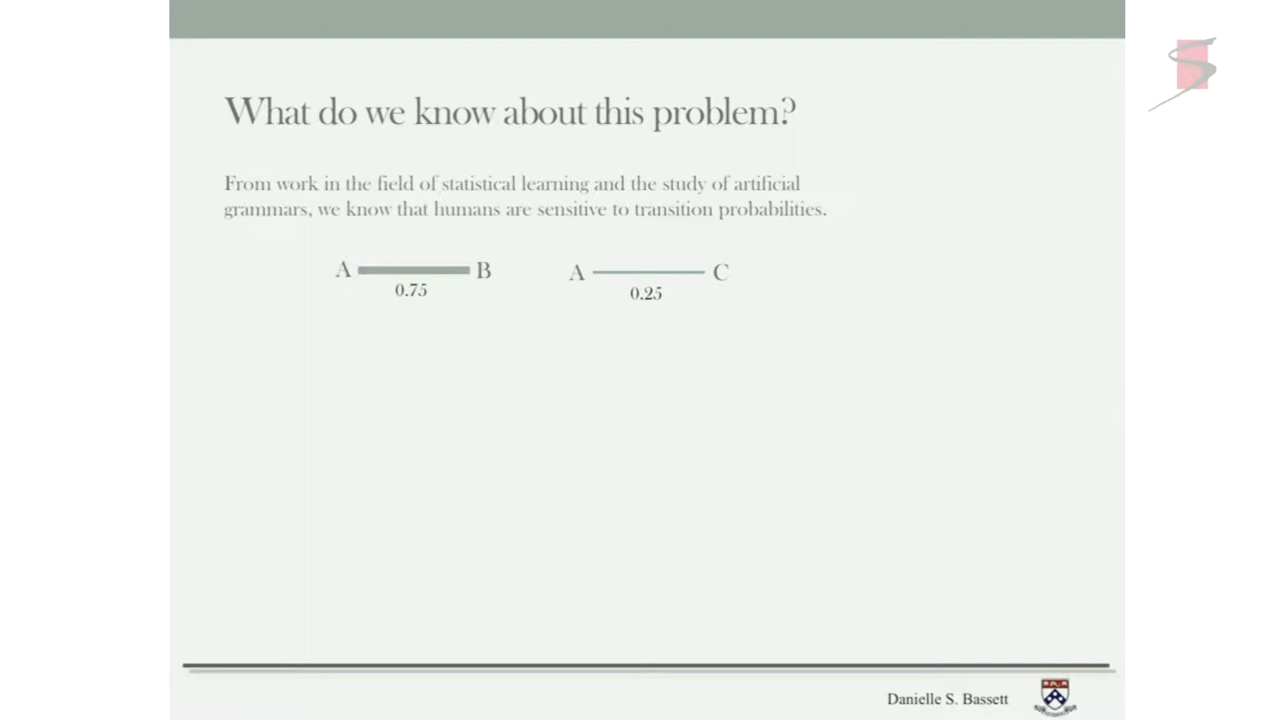 What do we know about this problem?
From work in the field of statistical learning and the study of artificial
grammars, we know that humans are sensitive to transition probabilities.
A B A C
0.75 0.25
Danielle S. Bassett